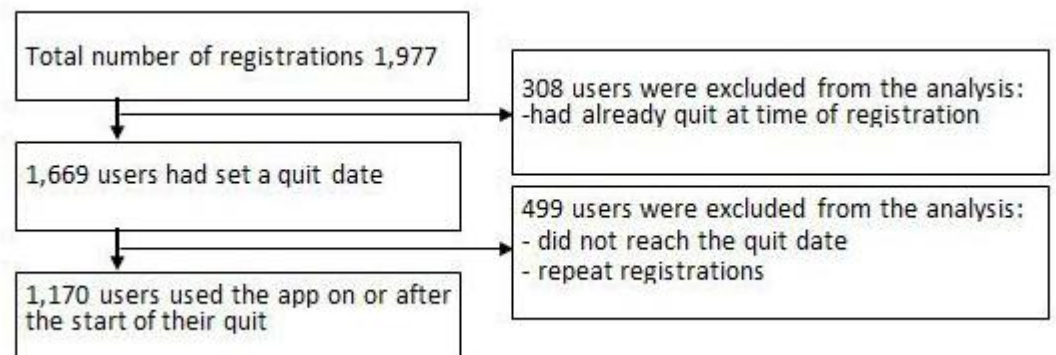 Total number of registrations 1,977
308 users were excluded from the analysis:
-had already quit at time of registration
1,669 users had set a quit date
499 users were excluded from the analysis:
- did not reach the quit date
- repeat registrations
1,170 users used the app on or after
the start of their quit